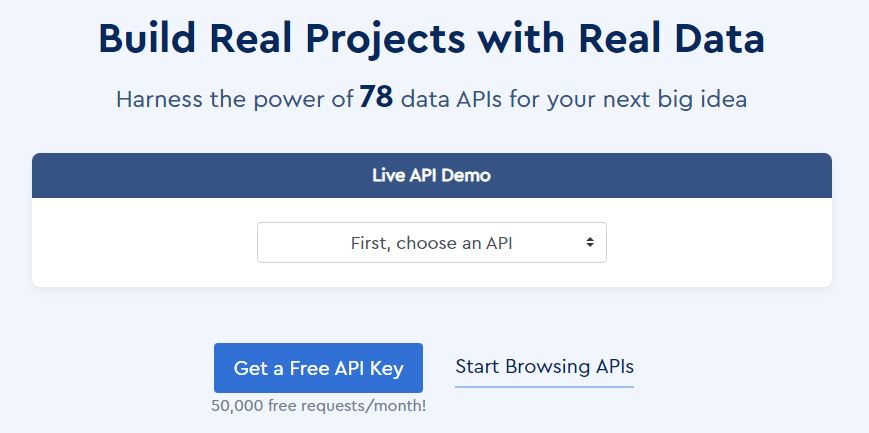 Build Real Projects with Real Data
Harness the power of 78 data APIs for your next big idea
Live API Demo
First, choose an API
Get a Free API Key
Start Browsing APIs
50,000 free requests/month!